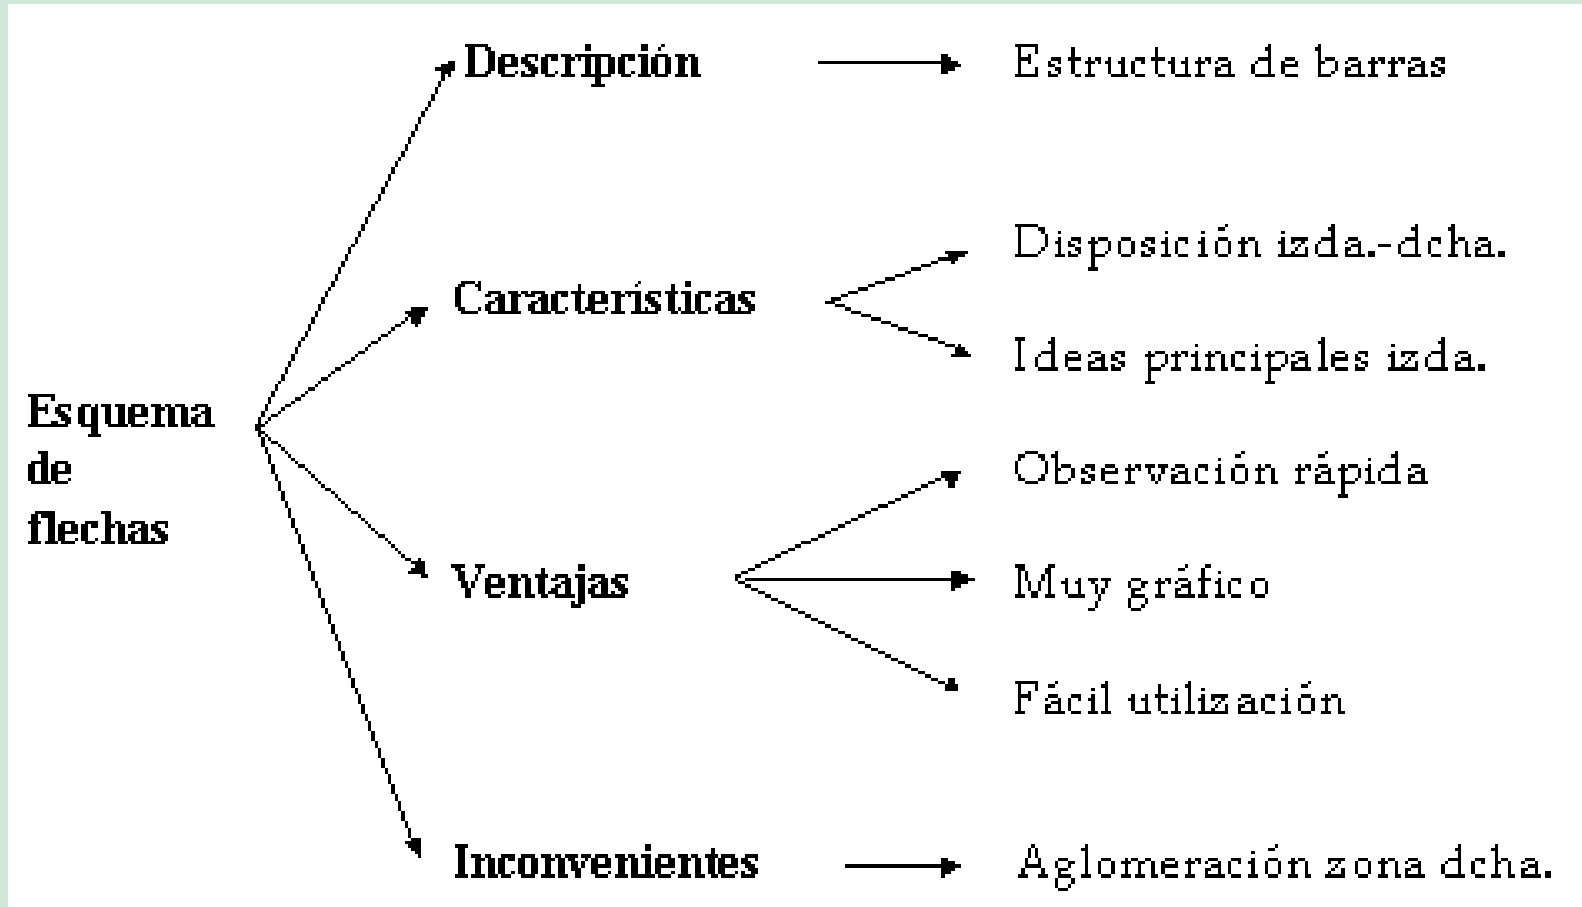 Esquema
de
flechas
Descripción
Estructura de barras
Características
Disposición izda.-dcha.
Ideas principales izda.
Ventajas
Observación rápida
Muy gráfico
Fácil utilización
Inconvenientes
Aglomeración zona dcha.